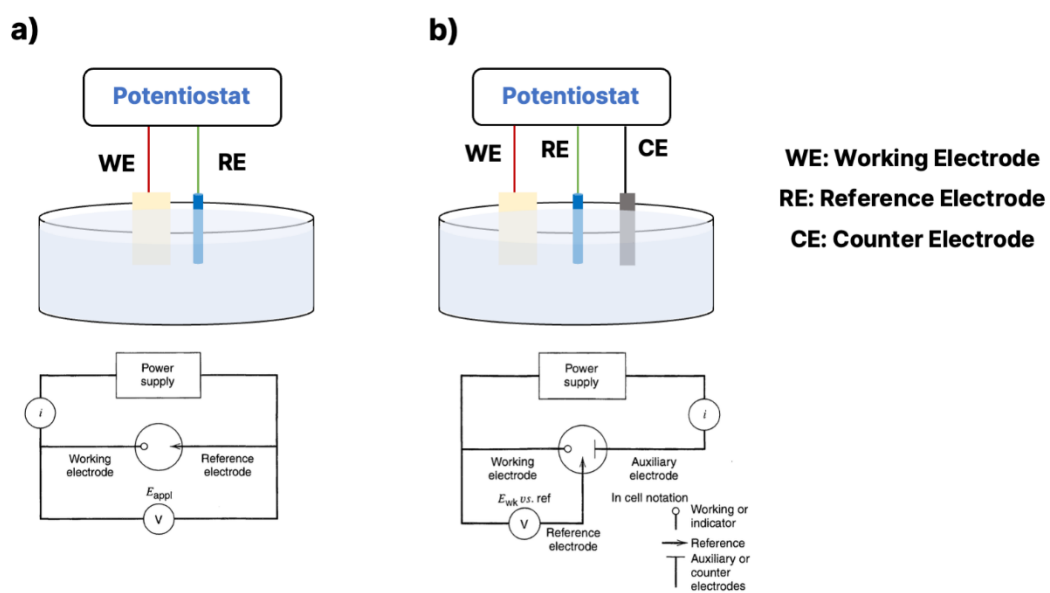 a)
Potentiostat
WE
RE
b)
Potentiostat
WE
RE
CE
WE: Working Electrode
RE: Reference Electrode
CE: Counter Electrode
Power
supply
i
Working
electrode
Reference
electrode
Eappl
V
Power
supply
i
Working
electrode
Auxiliary
electrode
Ewk vs. ref
V
Reference
electrode
In cell notation
Working or
indicator
Reference
Auxiliary or
counter
electrodes